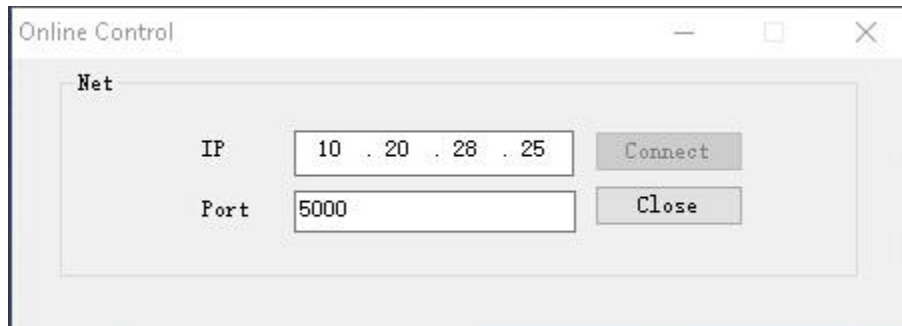 Online Control
Net
IP 10 . 20 . 28 . 25 Connect
Port 5000 Close